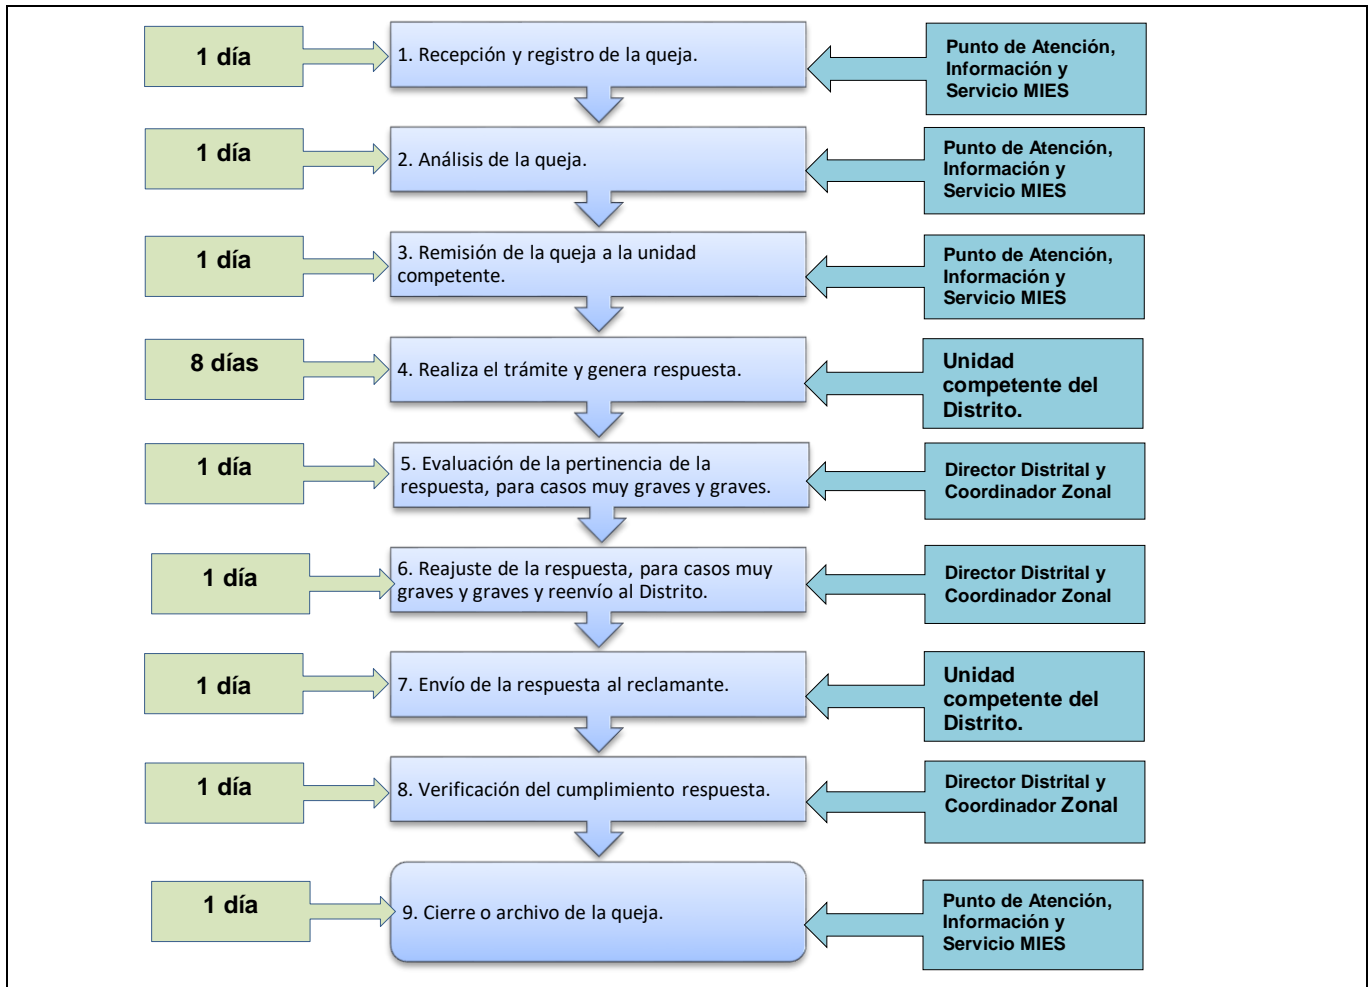 1 día
1. Recepción y registro de la queja.
Punto de Atención,
Información y
Servicio MIES
1 día
2. Análisis de la queja.
Punto de Atención,
Información y
Servicio MIES
1 día
3. Remisión de la queja a la unidad
competente.
Punto de Atención,
Información y
Servicio MIES
8 días
4. Realiza el trámite y genera respuesta.
Unidad
competente del
Distrito.
1 día
5. Evaluación de la pertinencia de la
respuesta, para casos muy graves y graves.
Director Distrital y
Coordinador Zonal
1 día
6. Reajuste de la respuesta, para casos muy
graves y graves y reenvío al Distrito.
Director Distrital y
Coordinador Zonal
1 día
7. Envío de la respuesta al reclamante.
Unidad
competente del
Distrito.
1 día
8. Verificación del cumplimiento respuesta.
Director Distrital y
Coordinador Zonal
1 día
9. Cierre o archivo de la queja.
Punto de Atención,
Información y
Servicio MIES